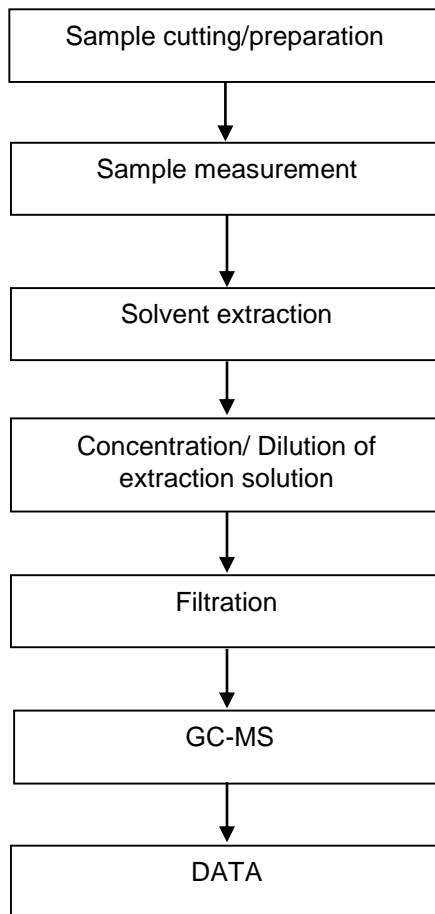 Sample cutting/preparation
Sample measurement
Solvent extraction
Concentration/ Dilution of
extraction solution
Filtration
GC-MS
DATA